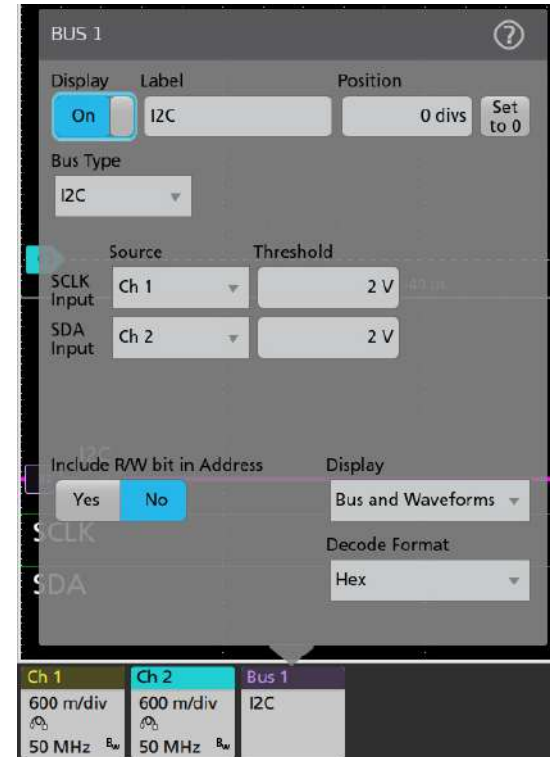 BUS 1
Display Label Position
On I2C 0 divs Set to 0
Bus Type
I2C
Source Threshold
SCLK Input Ch 1 2 V
SDA Input Ch 2 2 V
I2C
Include R/W bit in Address Display
Yes No Bus and Waveforms
SCLK
Decode Format
SDA Hex
Ch 1 Ch 2 Bus 1
600 m/div 600 m/div I2C
50 MHz Bw 50 MHz Bw